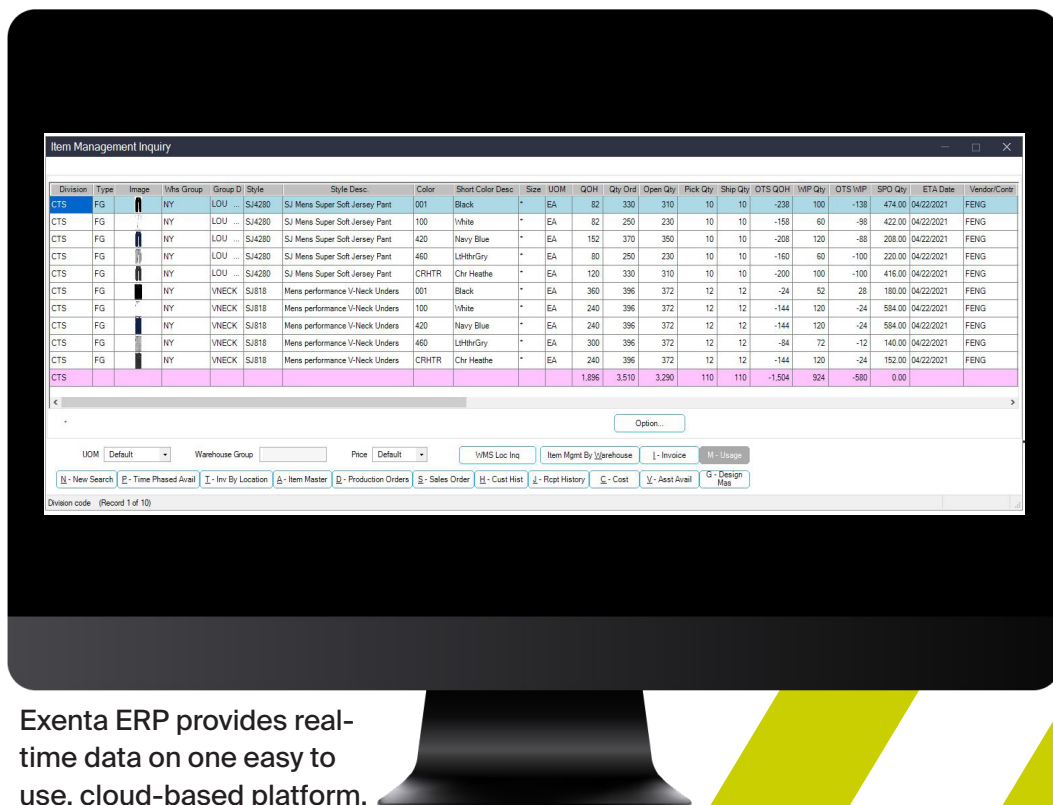 Item Management Inquiry
Division Type Image Whs Group Group D Style Style Desc. Color Short Color Desc Size UOM QOH Qty Ord Open Qty Pick Qty Ship Qty OTS QOH WIP Qty OTS WIP SPO Qty ETA Date Vendor/Contr
CTS FG NY LOU ... SJ4280 SJ Mens Super Soft Jersey Pant 001 Black * EA 82 330 310 10 10 -238 100 -138 474.00 04/22/2021 FENG
CTS FG NY LOU ... SJ4280 SJ Mens Super Soft Jersey Pant 100 White * EA 82 250 230 10 10 -158 60 -98 422.00 04/22/2021 FENG
CTS FG NY LOU ... SJ4280 SJ Mens Super Soft Jersey Pant 420 Navy Blue * EA 152 370 350 10 10 -208 120 -88 208.00 04/22/2021 FENG
CTS FG NY LOU ... SJ4280 SJ Mens Super Soft Jersey Pant 460 LtHthrGry * EA 80 250 230 10 10 -160 60 -100 220.00 04/22/2021 FENG
CTS FG NY LOU ... SJ4280 SJ Mens Super Soft Jersey Pant CRHTR Chr Heathe * EA 120 330 310 10 10 -200 100 -100 416.00 04/22/2021 FENG
CTS FG NY VNECK SJ818 Mens performance V-Neck Unders 001 Black * EA 360 396 372 12 12 -24 52 28 180.00 04/22/2021 FENG
CTS FG NY VNECK SJ818 Mens performance V-Neck Unders 100 White * EA 240 396 372 12 12 -144 120 -24 584.00 04/22/2021 FENG
CTS FG NY VNECK SJ818 Mens performance V-Neck Unders 420 Navy Blue * EA 240 396 372 12 12 -144 120 -24 584.00 04/22/2021 FENG
CTS FG NY VNECK SJ818 Mens performance V-Neck Unders 460 LtHthrGry * EA 300 396 372 12 12 -84 72 -12 140.00 04/22/2021 FENG
CTS FG NY VNECK SJ818 Mens performance V-Neck Unders CRHTR Chr Heathe * EA 240 396 372 12 12 -144 120 -24 152.00 04/22/2021 FENG
CTS 1,896 3,510 3,290 110 110 -1,504 924 -580 0.00
Option...
UOM Default Warehouse Group Price Default WMS Loc Inq Item Mgmt By Warehouse I - Invoice M - Usage
N - New Search P - Time Phased Avail T - Inv By Location A - Item Master D - Production Orders S - Sales Order H - Cust Hist J - Rcpt History C - Cost V - Asst Avail G - Design
Mas
Division code (Record 1 of 10)
Exenta ERP provides real-
time data on one easy to
use, cloud-based platform.